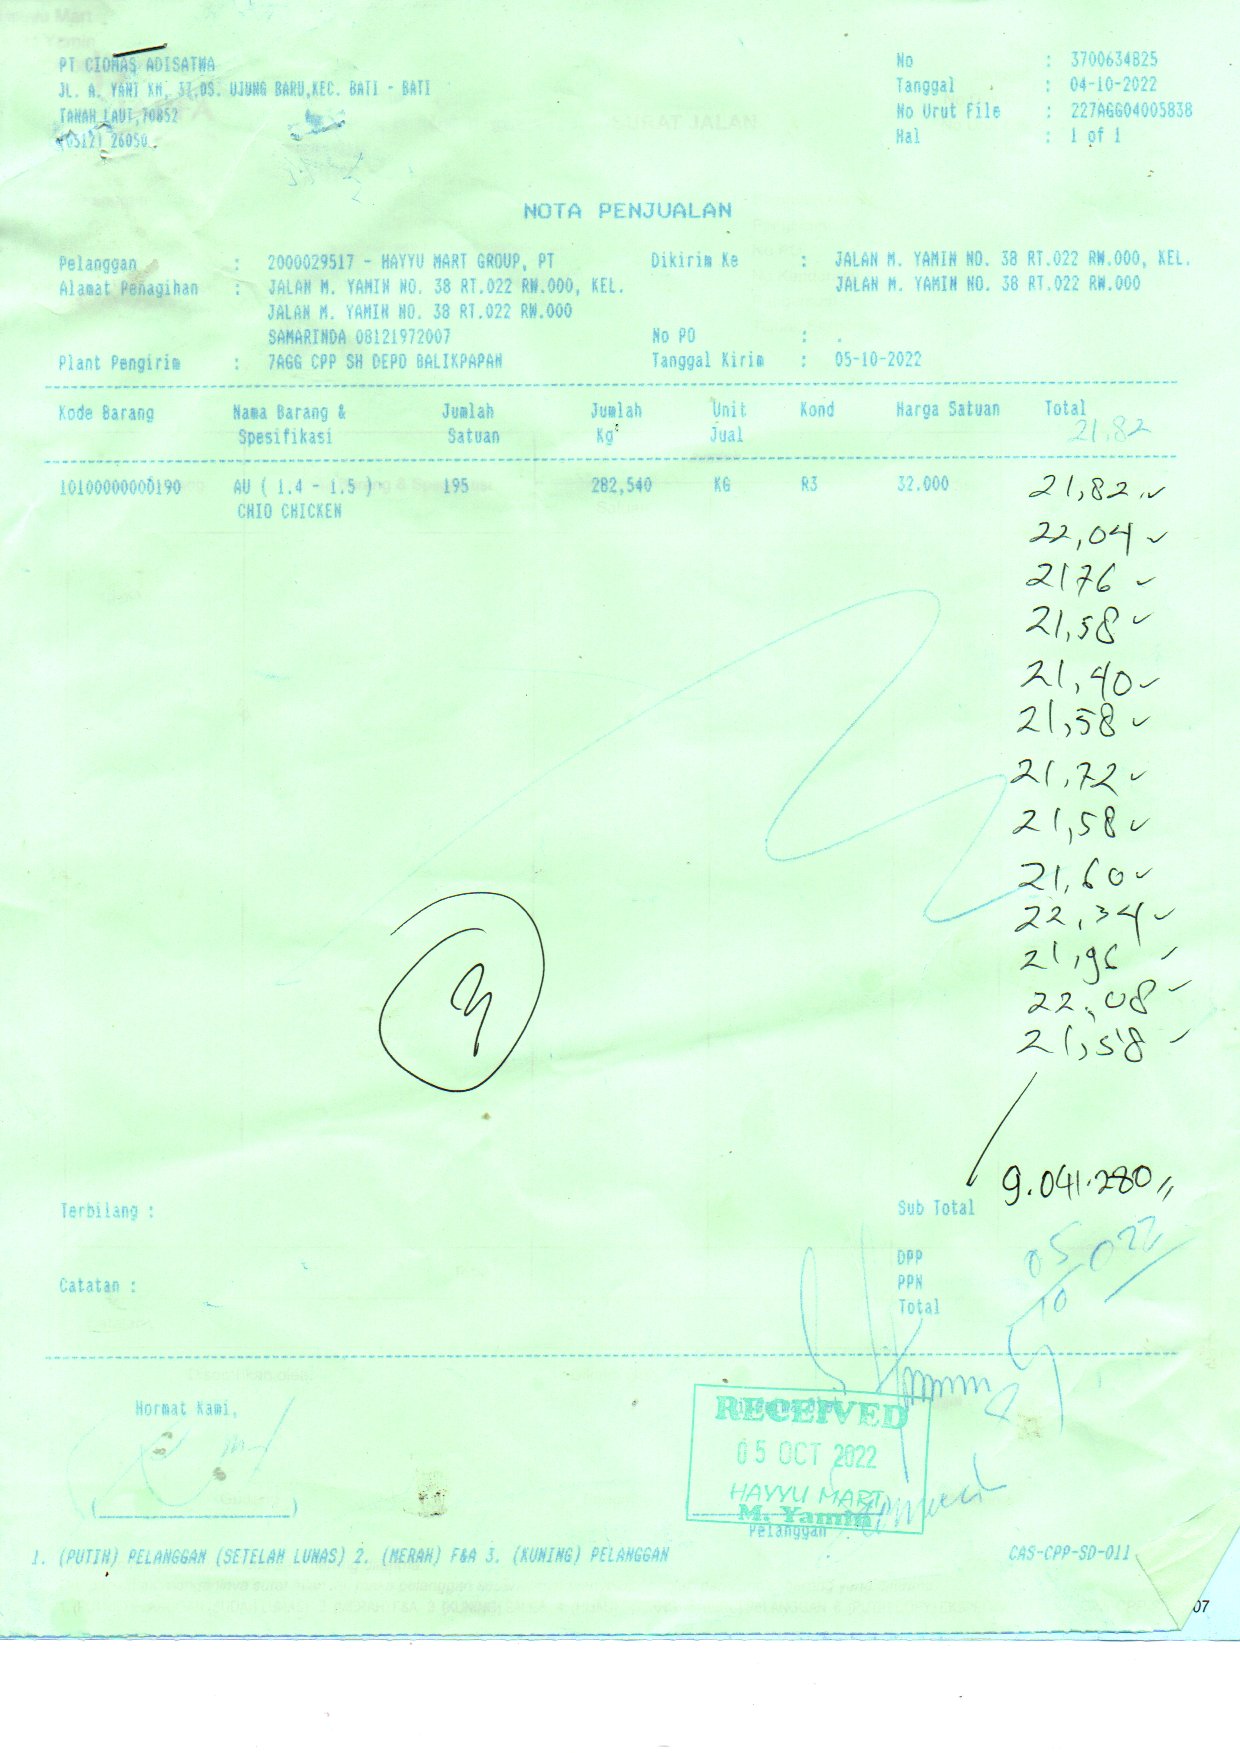 PT CIOMAS ADISATWA
JL. A. YANI KM, 37.DS. UJUNG BARU,KEC. BATI - BATI
TANAH LAUT,70852
(0512) 26050
No : 3700634825
Tanggal : 04-10-2022
No Urut File : 227AGG04005838
Hal : 1 of 1
NOTA PENJUALAN
Pelanggan : 2000029517 - HAYYU MART GROUP, PT
Alamat Penagihan : JALAN M. YAMIN NO. 38 RT.022 RW.000, KEL.
JALAN M. YAMIN NO. 38 RT.022 RW.000
SAMARINDA 08121972007
Plant Pengirim : 7AGG CPP SH DEPO BALIKPAPAN
Dikirim Ke : JALAN M. YAMIN NO. 38 RT.022 RW.000, KEL.
JALAN M. YAMIN NO. 38 RT.022 RW.000
No PO : .
Tanggal Kirim : 05-10-2022
Kode Barang Nama Barang & Jumlah Jumlah Unit Kond Harga Satuan Total
Spesifikasi Satuan Kg Jual 21,82
10100000000190 AU ( 1.4 - 1.5 ) 195 282,540 KG R3 32.000 21,82
CHIO CHICKEN
22,04
2176
21,58
21,40
21,58
21,72
21,58
21,60
22,34
21,96
22,08
21,58
3
9.041.280
Terbilang : Sub Total
DPP
Catatan : PPN
Total
05 10 022
Hormat Kami,
RECEIVED
05 OCT 2022
HAYYU MART
M. Yamin
Pelanggan
1. (PUTIH) PELANGGAN (SETELAH LUNAS) 2. (MERAH) F&A 3. (KUNING) PELANGGAN CAS-CPP-SD-011
07